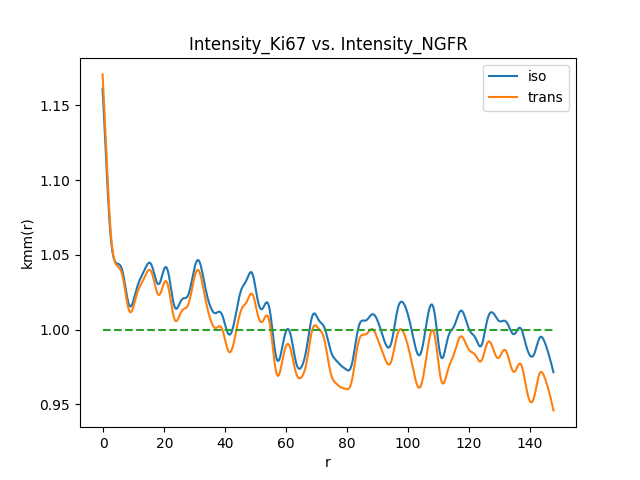 Intensity_Ki67 vs. Intensity_NGFR
iso
trans
1.15
1.10
1.05
1.00
0.95
kmm(r)
0 20 40 60 80 100 120 140
r